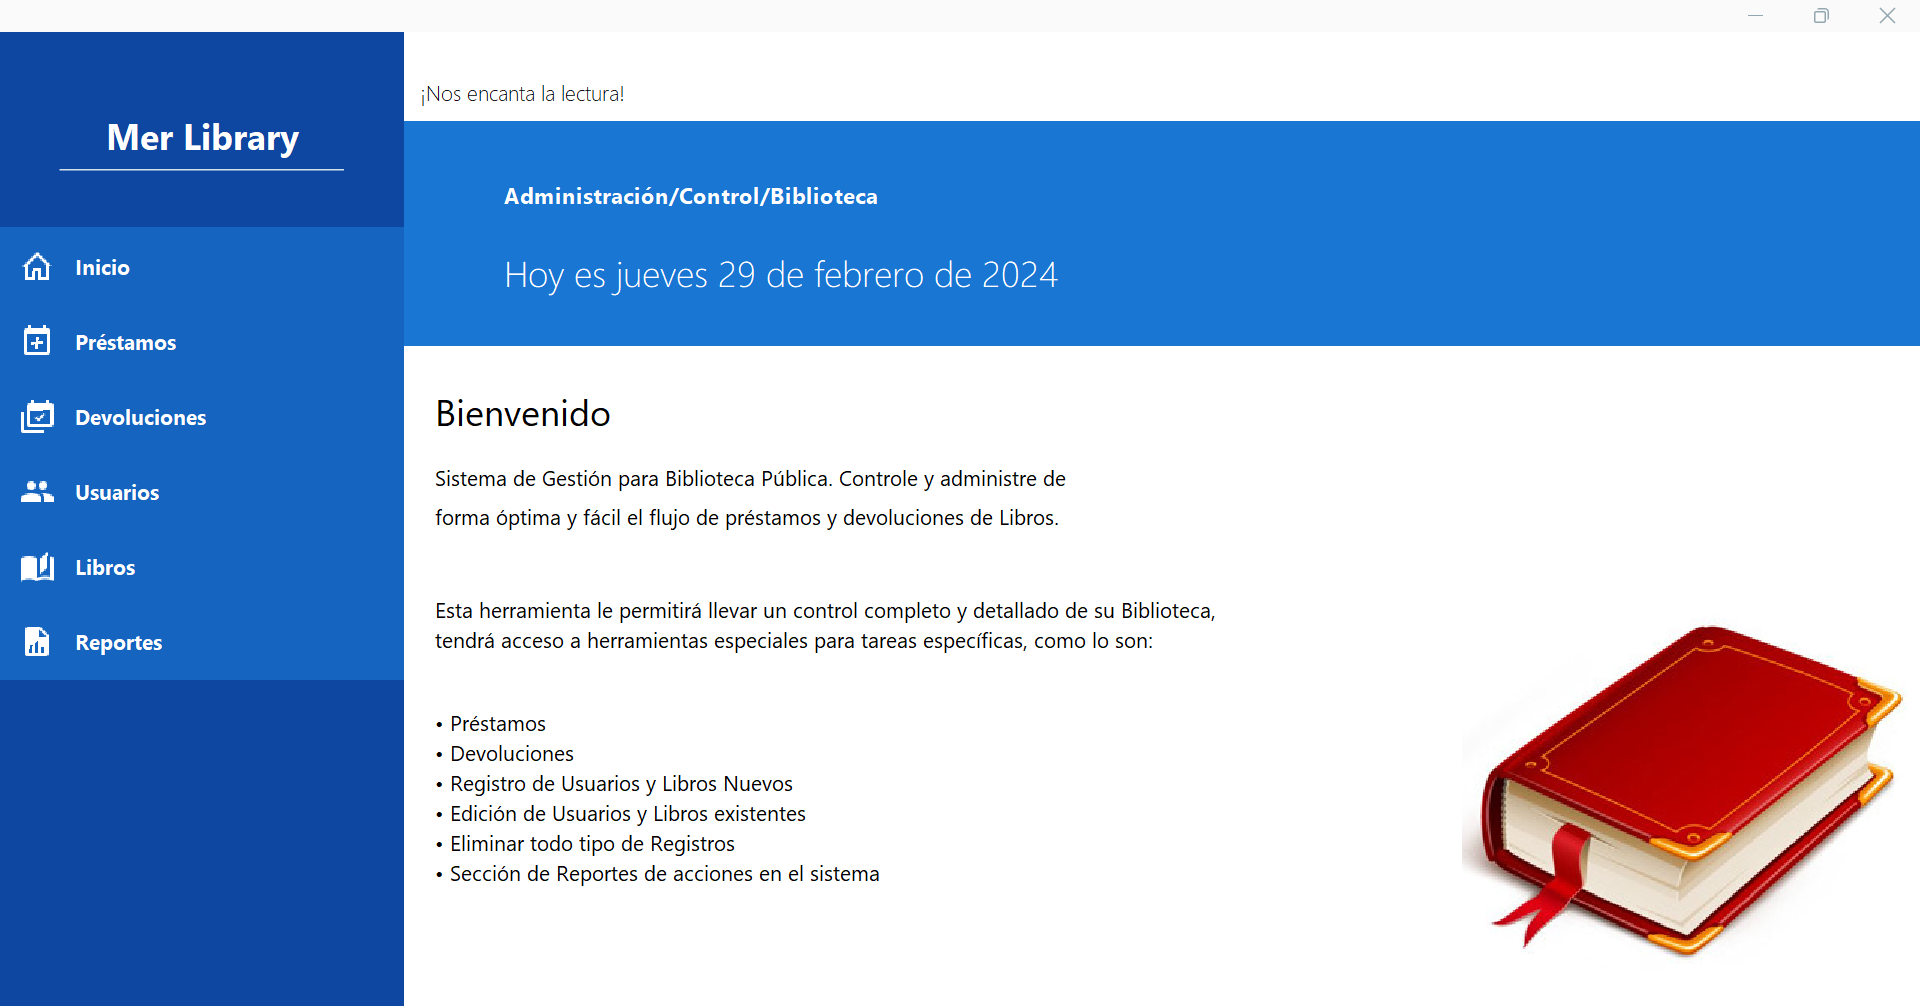 ¡Nos encanta la lectura!
Mer Library
Administración/Control/Biblioteca
Hoy es jueves 29 de febrero de 2024
Inicio
Préstamos
Devoluciones
Usuarios
Libros
Reportes
Bienvenido
Sistema de Gestión para Biblioteca Pública. Controle y administre de
forma óptima y fácil el flujo de préstamos y devoluciones de Libros.
Esta herramienta le permitirá llevar un control completo y detallado de su Biblioteca,
tendrá acceso a herramientas especiales para tareas específicas, como lo son:
• Préstamos
• Devoluciones
• Registro de Usuarios y Libros Nuevos
• Edición de Usuarios y Libros existentes
• Eliminar todo tipo de Registros
• Sección de Reportes de acciones en el sistema